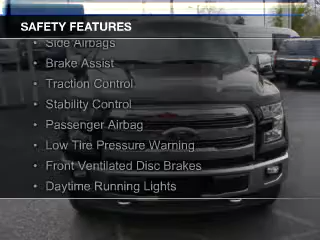 SAFETY FEATURES
• Side Airbags
• Brake Assist
• Traction Control
• Stability Control
• Passenger Airbag
• Low Tire Pressure Warning
• Front Ventilated Disc Brakes
• Daytime Running Lights